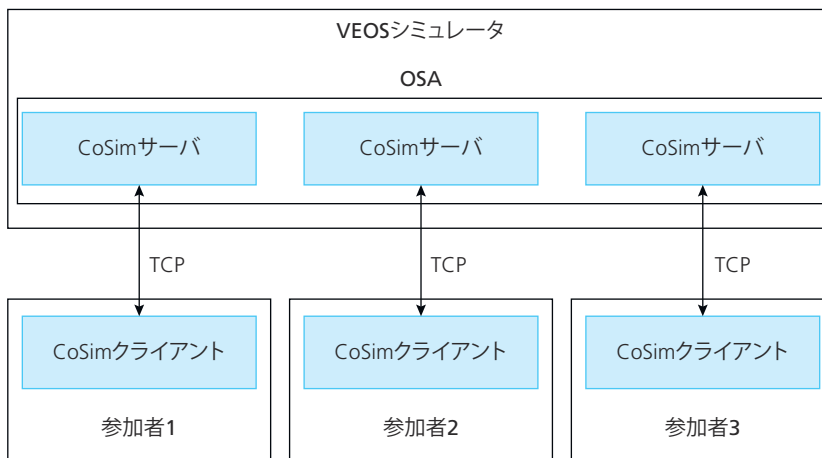 VEOSシミュレータ
OSA
CoSimサーバ
CoSimサーバ
CoSimサーバ
TCP
TCP
TCP
CoSimクライアント
CoSimクライアント
CoSimクライアント
参加者1
参加者2
参加者3